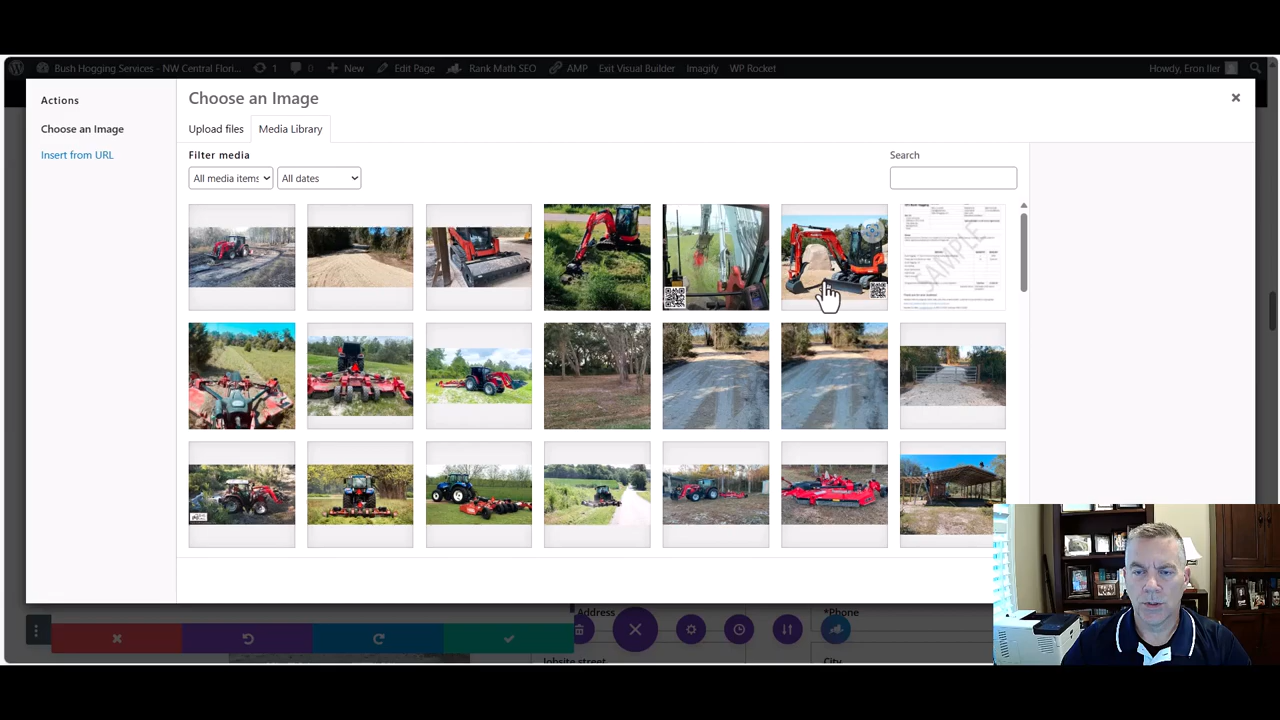 Bush Hogging Services - NW Central Flori...
1
0
New
Edit Page
Rank Math SEO
AMP
Exit Visual Builder
Imagify
WP Rocket
Howdy, Eron Iler
Actions
Choose an Image
Insert from URL
Choose an Image
Upload files
Media Library
Filter media
All media items
All dates
Search
SAMPLE
Address
*Phone
Jobsite street
City